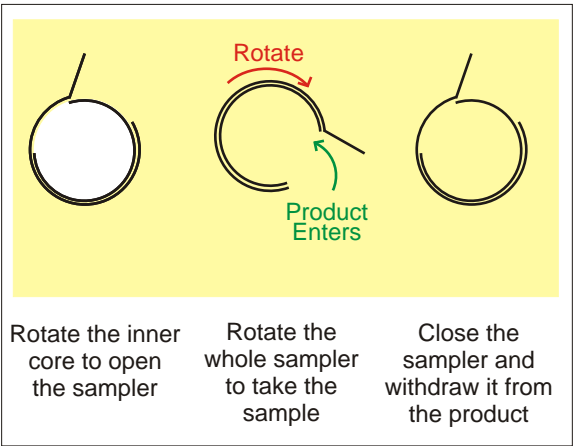 Rotate
Product
Enters
Rotate the inner
core to open
the sampler
Rotate the
whole sampler
to take the
sample
Close the
sampler and
withdraw it from
the product